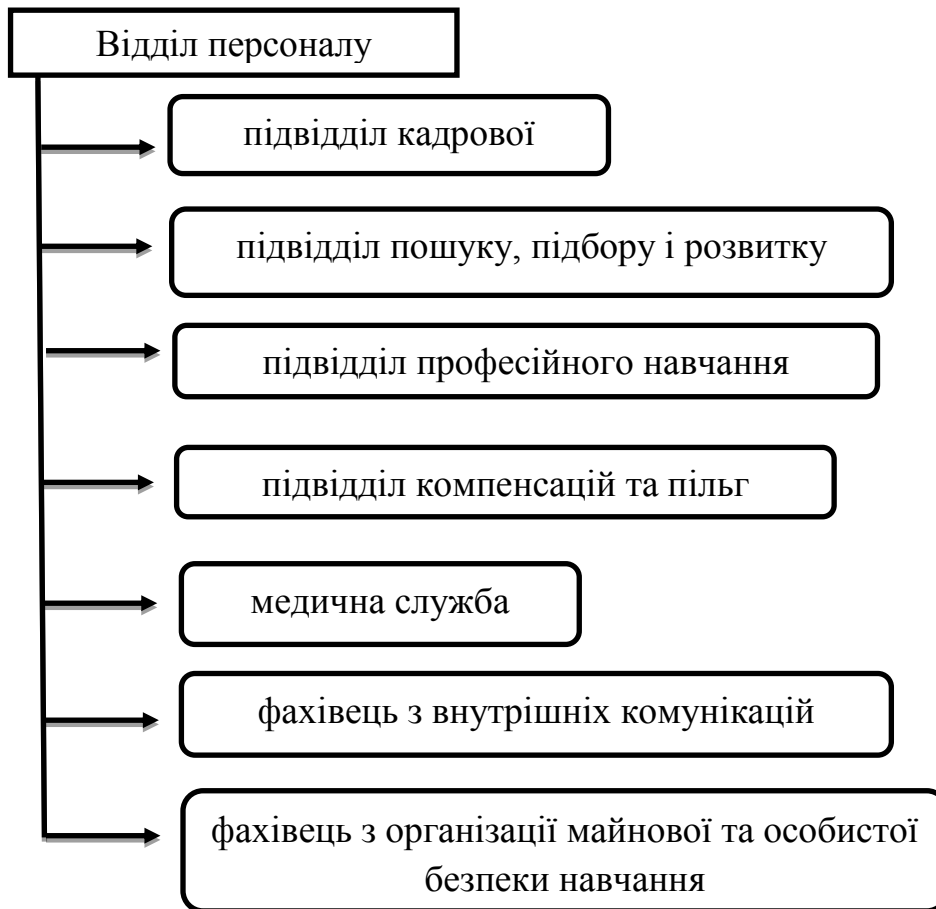 Відділ персоналу
підвідділ кадрової
підвідділ пошуку, підбору і розвитку
підвідділ професійного навчання
підвідділ компенсацій та пільг
медична служба
фахівець з внутрішніх комунікацій
фахівець з організації майнової та особистої
безпеки навчання